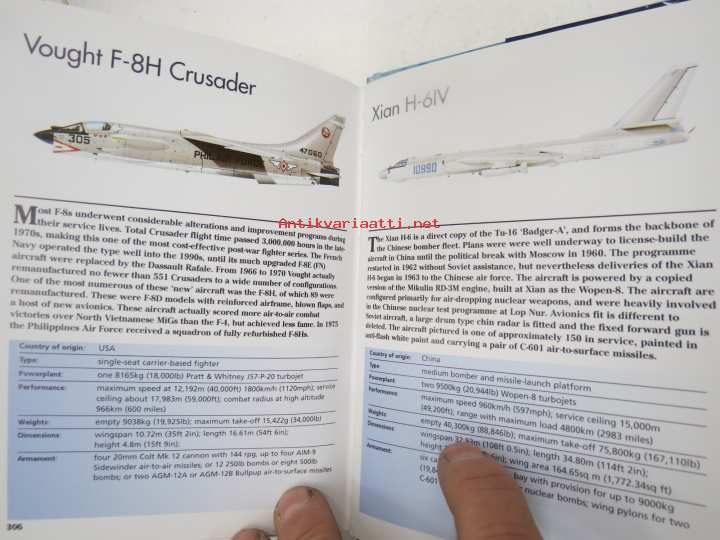 Vought F-8H Crusader
305
PHIL AIR FORCE
47060
Most F-8s underwent considerable alterations and improvement programs during
their service lives. Total Crusader flight time passed 3,000,000 hours in the late-
1970s, making this one of the most cost-effective post-war fighter series. The French
Navy operated the type well into the 1990s, until its much upgraded F-8E (FN)
aircraft were replaced by the Dassault Rafale. From 1966 to 1970 Vought actually
remanufactured no fewer than 551 Crusaders to a wide number of configurations.
One of the most numerous of these 'new' aircraft was the F-8H, of which 89 were
remanufactured. These were F-8D models with reinforced airframe, blown flaps, and
a host of new avionics. These aircraft actually scored more air-to-air combat
victories over North Vietnamese MiGs than the F-4, but achieved less fame. In 1975
the Philippines Air Force received a squadron of fully refurbished F-8Hs.
Country of origin: USA
Type: single-seat carrier-based fighter
Powerplant: one 8165kg (18,000lb) Pratt & Whitney J57-P-20 turbojet
Performance: maximum speed at 12,192m (40,000ft) 1800km/h (1120mph); service
ceiling about 17,983m (59,000ft); combat radius at high altitude
966km (600 miles)
Weights: empty 9038kg (19,925lb); maximum take-off 15,422g (34,000lb)
Dimensions: wingspan 10.72m (35ft 2in); length 16.61m (54ft 6in);
height 4.8m (15ft 9in);
Armament: four 20mm Colt Mk 12 cannon with 144 rpg, up to four AIM-9
Sidewinder air-to-air missiles; or 12 250lb bombs or eight 500lb
bombs; or two AGM-12A or AGM-12B Bullpup air-to-surface missiles
306
Xian H-6IV
10990
The Xian H-6 is a direct copy of the Tu-16 'Badger-A', and forms the backbone of
the Chinese bomber fleet. Plans were were well underway to license-build the
aircraft in China until the political break with Moscow in 1960. The programme
restarted in 1962 without Soviet assistance, but nevertheless deliveries of the Xian
H4 began in 1963 to the Chinese air force. The aircraft is powered by a copied
version of the Mikulin RD-3M engine, built at Xian as the Wopen-8. The aircraft are
configured primarily for air-dropping nuclear weapons, and were heavily involved
in the Chinese nuclear test programme at Lop Nur. Avionics fit is different to
Soviet aircraft, a large drum type chin radar is fitted and the fixed forward gun is
deleted. The aircraft pictured is one of approximately 150 in service, painted in
anti-flash white paint and carrying a pair of C-601 air-to-surface missiles.
Country of origin: China
Type: medium bomber and missile-launch platform
Powerplant: two 9500kg (20,944lb) Wopen-8 turbojets
Performance: maximum speed 960km/h (597mph); service ceiling 15,000m
(49,200ft); range with maximum load 4800km (2983 miles)
Weights: empty 40,300kg (88,846lb); maximum take-off 75,800kg (167,110lb)
Dimensions: wingspan 32.93m (108ft 0.5in); length 34.80m (114ft 2in);
height wing area 164.65sq m (1,772.34sq ft)
Armament: six bay with provision for up to 9000kg
(19,8 nuclear bombs; wing pylons for two
C-601
Antikvariaatti.net